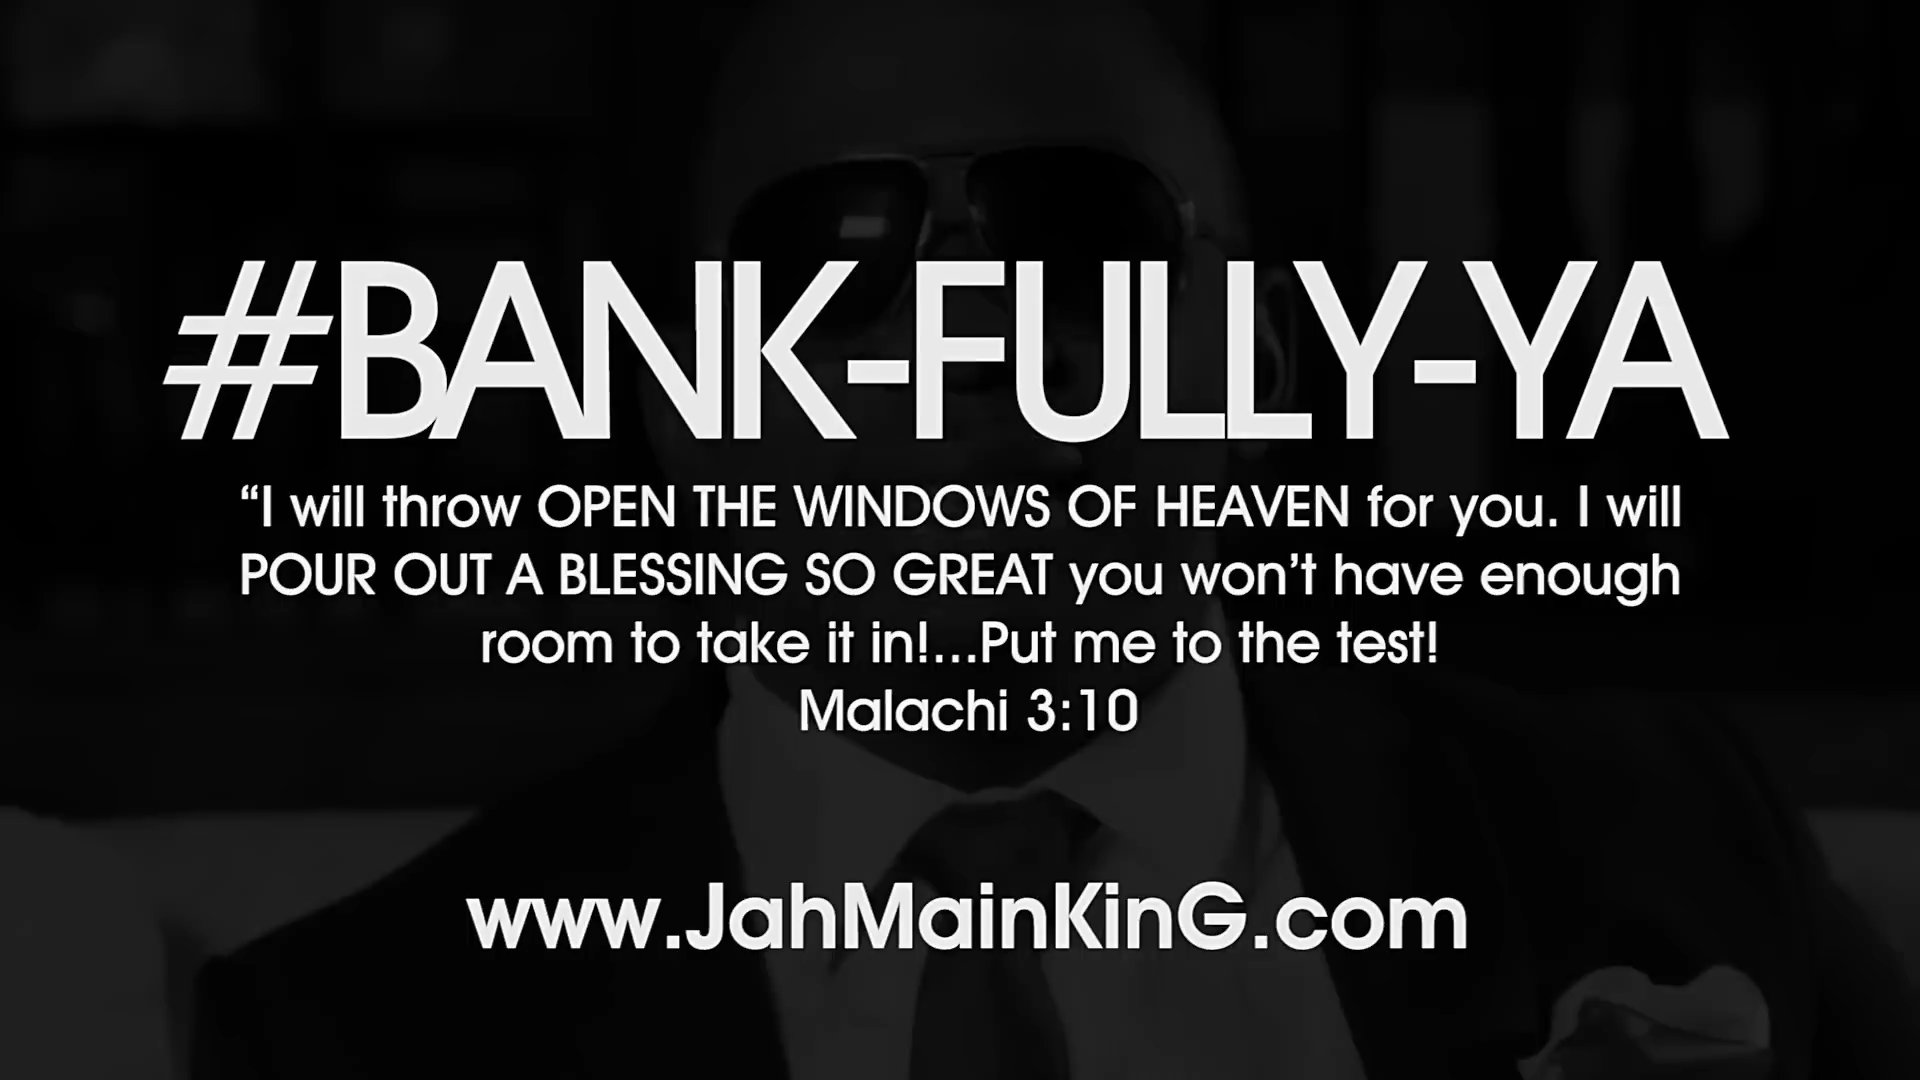 #BANK-FULLY-YA
“I will throw OPEN THE WINDOWS OF HEAVEN for you. I will
POUR OUT A BLESSING SO GREAT you won’t have enough
room to take it in!...Put me to the test!
Malachi 3:10
www.JahMainKinG.com